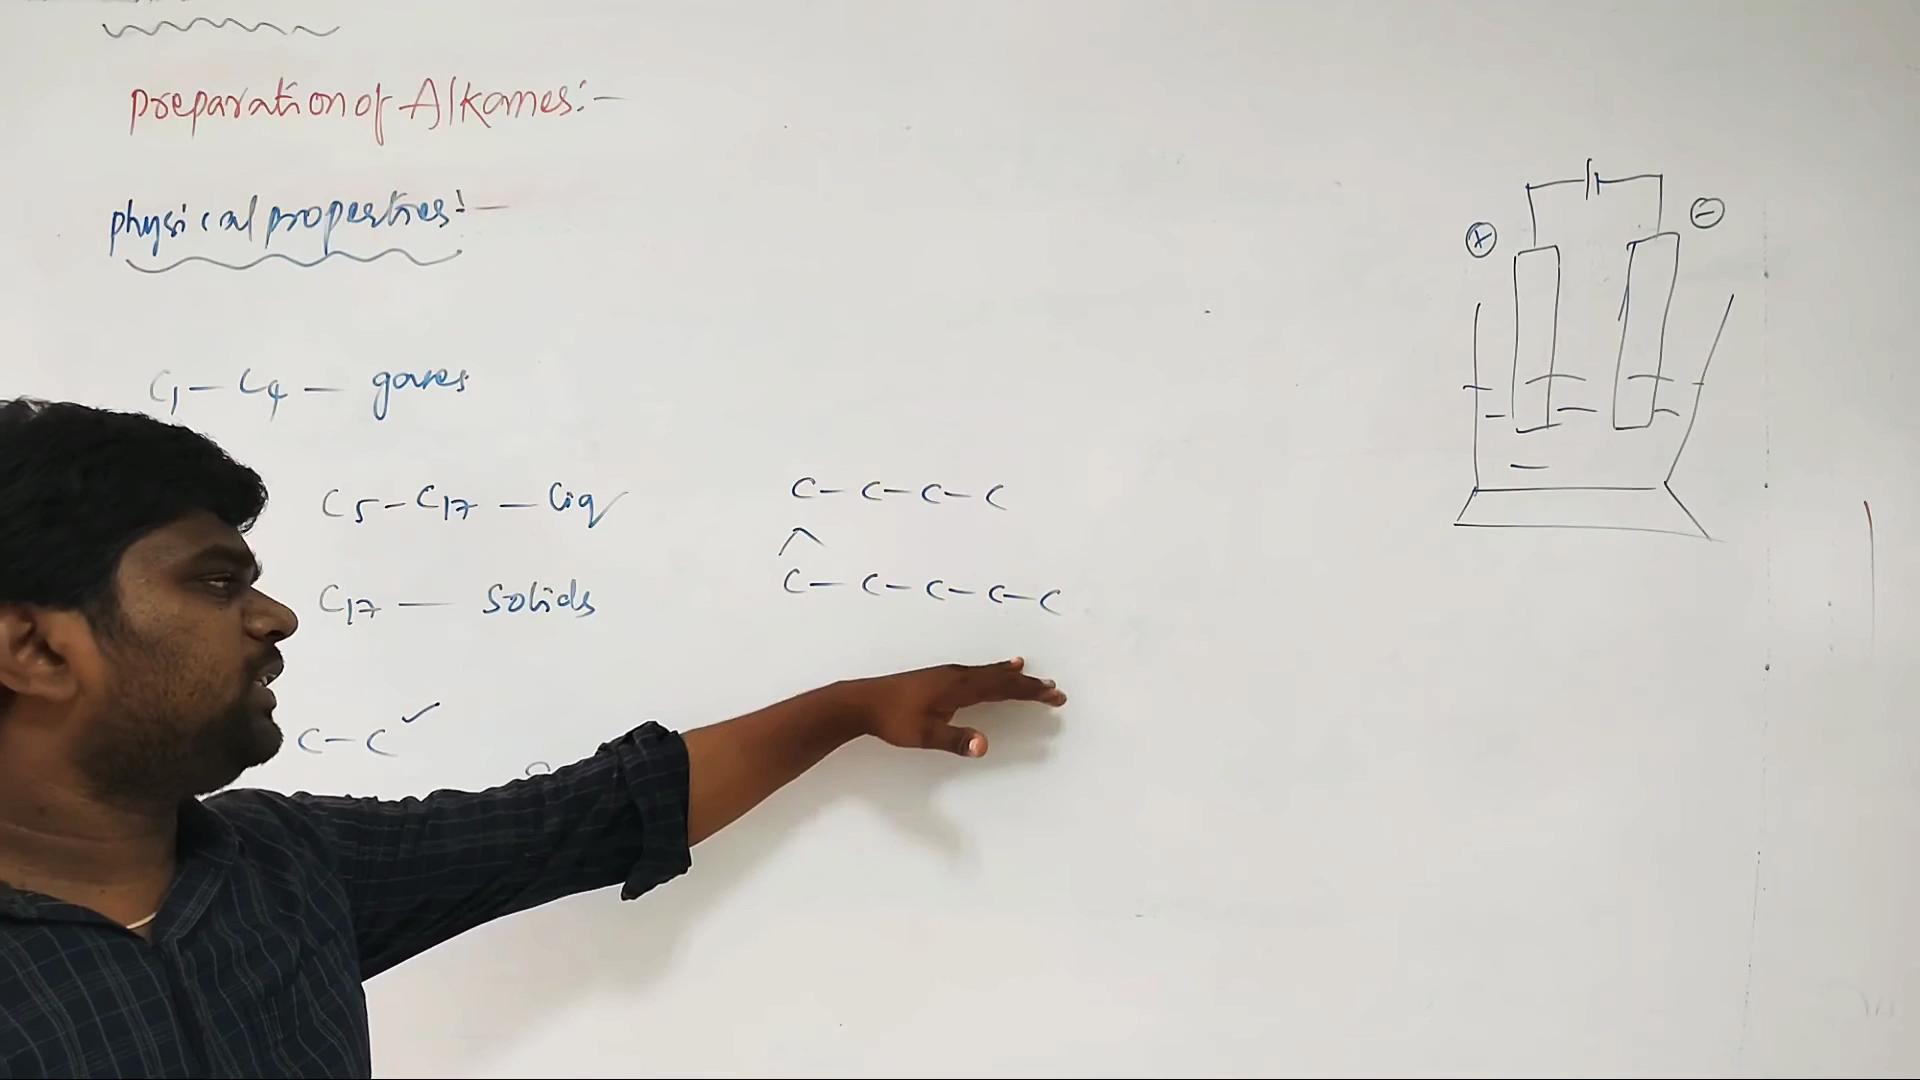 Preparation of Alkanes:-
physical properties:-
C1 - C4 - gases
C5 - C17 - Liq
C17 - Solids
C - C ✓
C - C - C - C
^
C - C - C - C - C
+
-